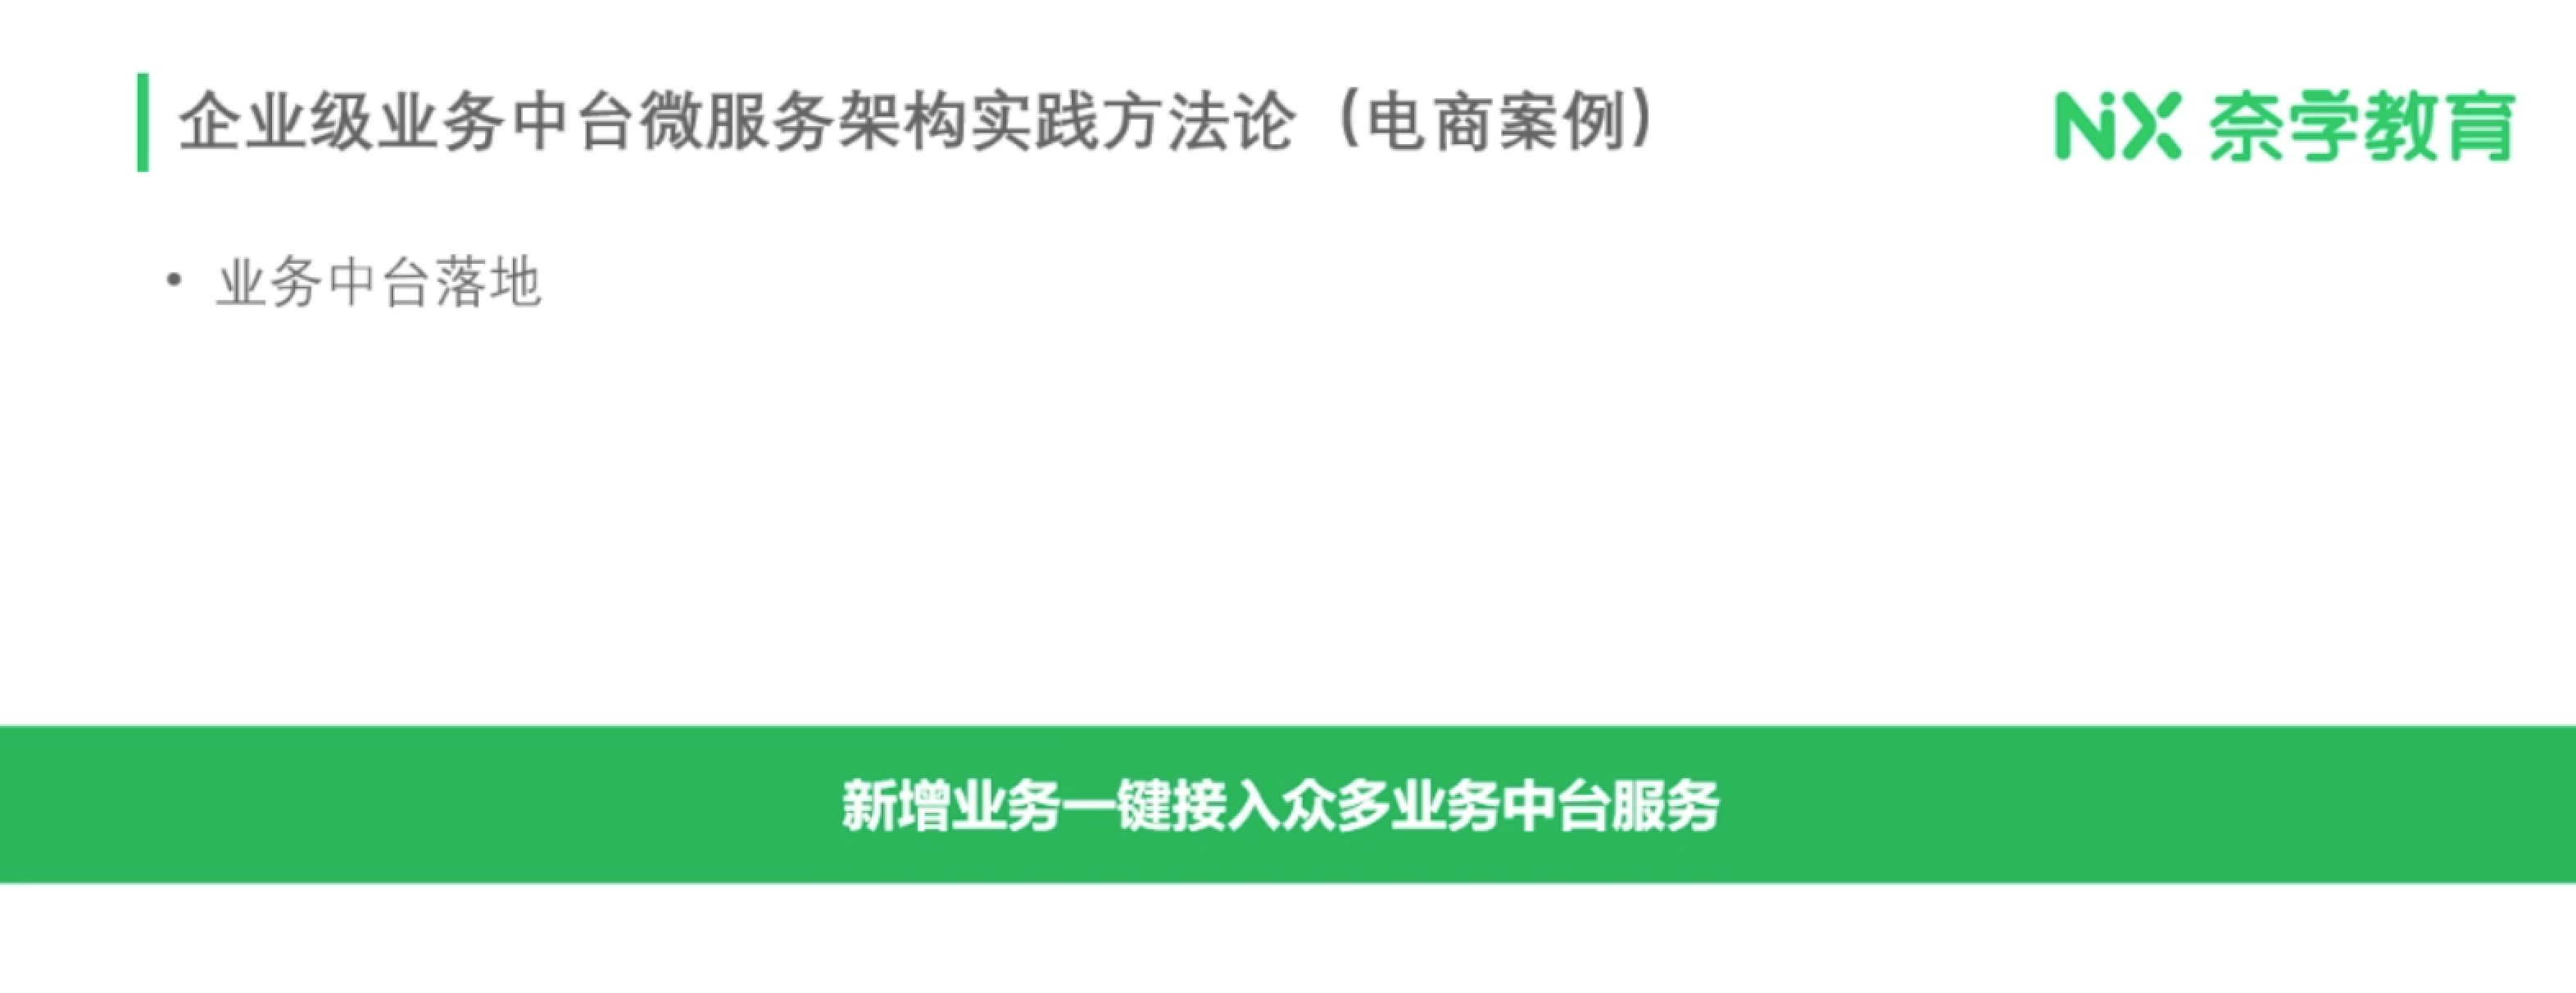 企业级业务中台微服务架构实践方法论（电商案例）
NX 奈学教育
• 业务中台落地
新增业务一键接入众多业务中台服务